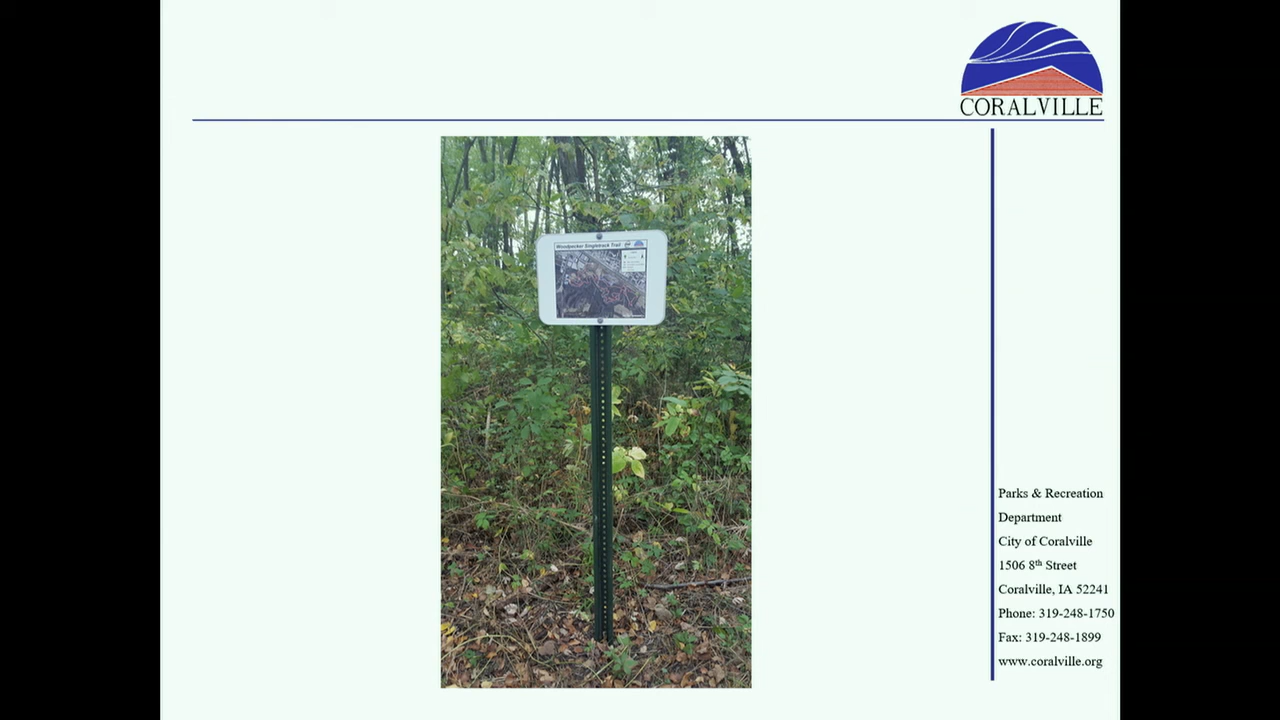 CORALVILLE
Woodpecker Singletrack Trail
Parks & Recreation
Department
City of Coralville
1506 8th Street
Coralville, IA 52241
Phone: 319-248-1750
Fax: 319-248-1899
www.coralville.org